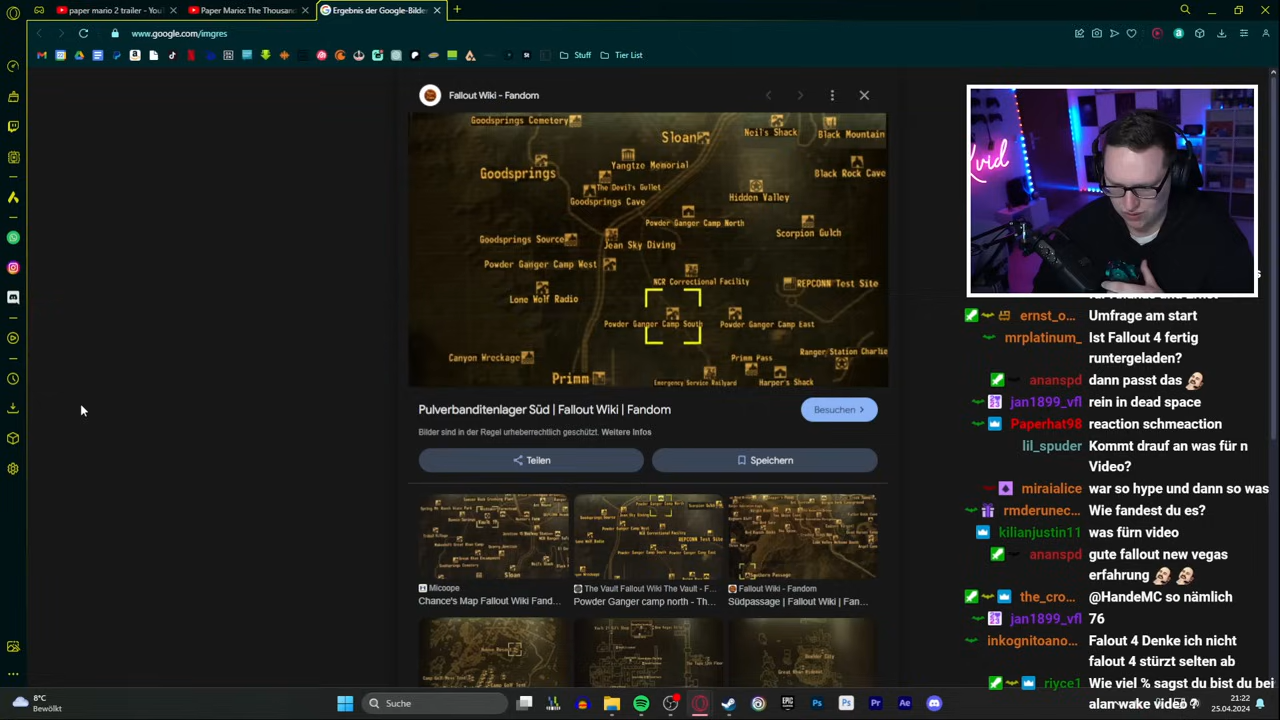 paper mario 2 trailer - You
Paper Mario: The Thousan
Ergebnis der Google-Bilde
www.google.com/imgres
Stuff
Tier List
Fallout Wiki - Fandom
Goodsprings Cemetery
Sloan
Neil's Shack
Black Mountain
Yangtze Memorial
Goodsprings
Black Rock Cave
The Devil's Gullet
Goodsprings Cave
Hidden Valley
Powder Ganger Camp North
Scorpion Gulch
Goodsprings Source
Jean Sky Diving
Powder Ganger Camp West
NCR Correctional Facility
REPCONN Test Site
Lone Wolf Radio
Powder Ganger Camp South
Powder Ganger Camp East
Canyon Wreckage
Primm Pass
Ranger Station Charlie
Primm
Emergency Service Railyard
Harper's Shack
Pulverbanditenlager Süd | Fallout Wiki | Fandom
Besuchen
Bilder sind in der Regel urheberrechtlich geschützt. Weitere Infos
Teilen
Speichern
Micoope
Chance's Map Fallout Wiki Fand...
The Vault Fallout Wiki The Vault - F...
Powder Ganger camp north - Th...
Fallout Wiki - Fandom
Südpassage | Fallout Wiki | Fan...
ernst_o... Umfrage am start
mrplatinum_ Ist Fallout 4 fertig
runtergeladen?
ananspd dann passt das
jan1899_vfl rein in dead space
Paperhat98 reaction schmeaction
lil_spuder Kommt drauf an was für n
Video?
miraialice war so hype und dann so was
rmderunec... Wie fandest du es?
kilianjustin11 was fürn video
ananspd gute fallout new vegas
erfahrung
the_cro... @HandeMC so nämlich
jan1899_vfl 76
inkognitoano... Falout 4 Denke ich nicht
falout 4 stürzt selten ab
riyce1 Wie viel % sagst du bist du bei
alan wake video
8°C
Bewölkt
Suche
21:22
25.04.2024